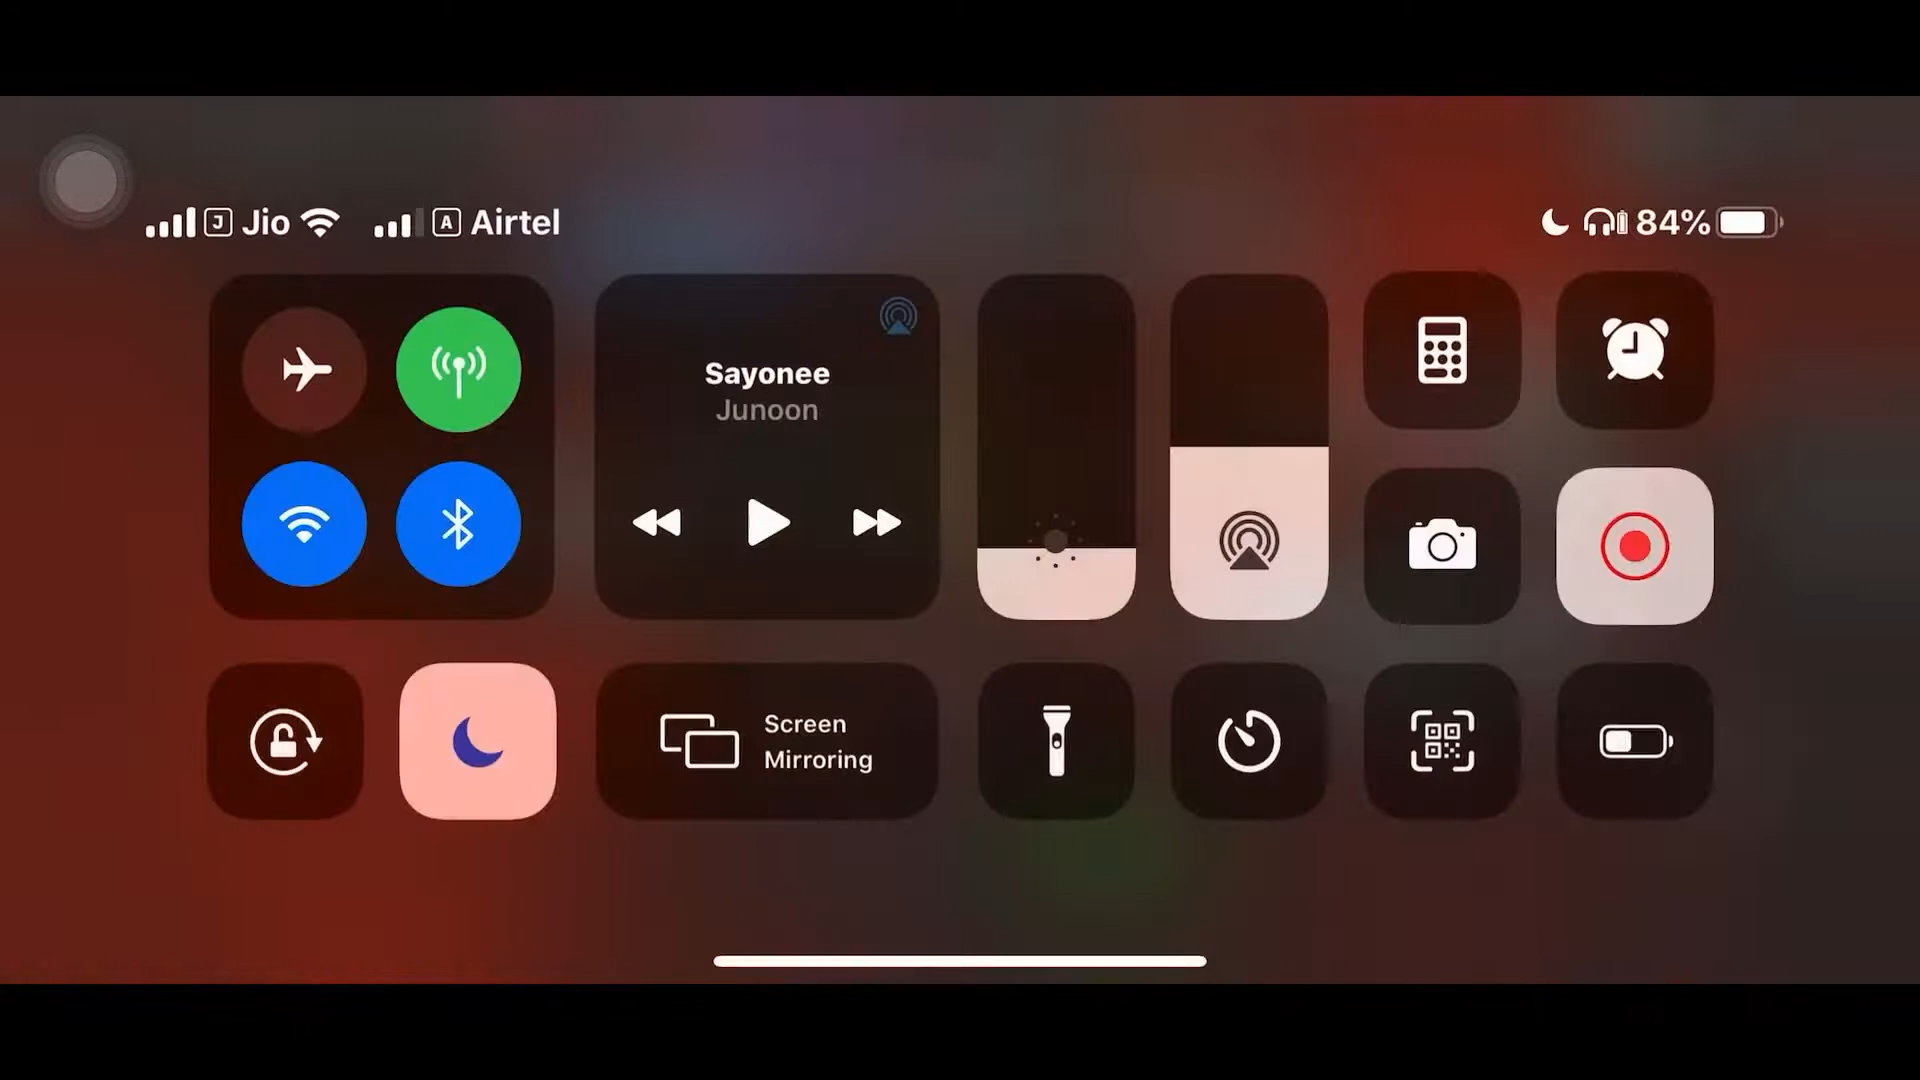 J Jio A Airtel 84%
Sayonee
Junoon
Screen
Mirroring